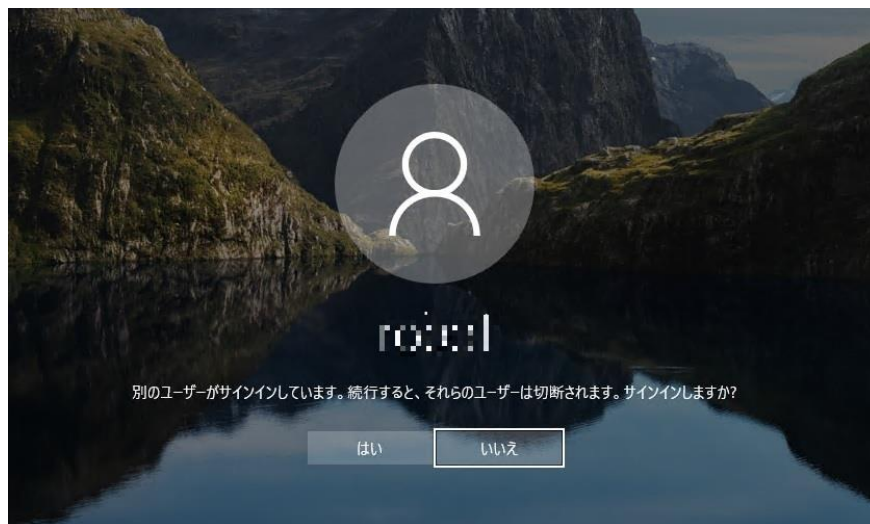 別のユーザーがサインインしています。続行すると、それらのユーザーは切断されます。サインインしますか?
はい
いいえ